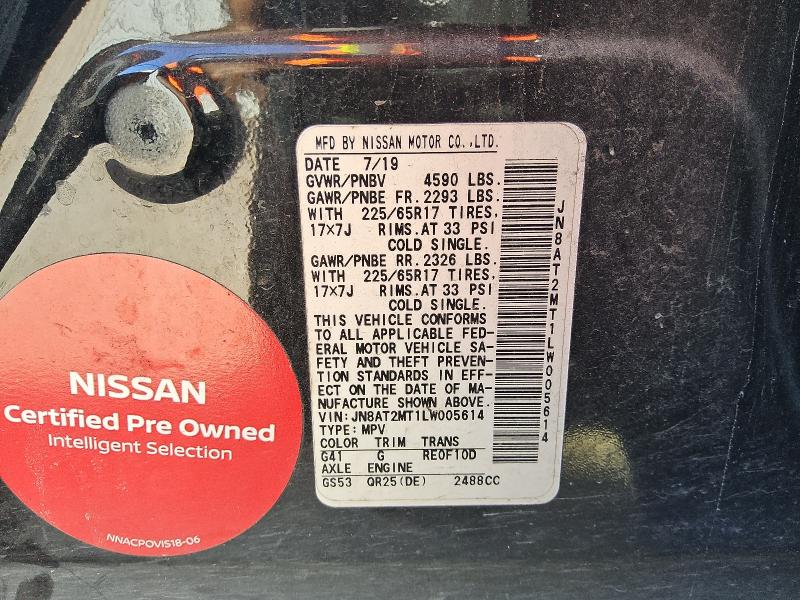 MFD BY NISSAN MOTOR CO.,LTD.
DATE 7/19
GVWR/PNBV 4590 LBS.
GAWR/PNBE FR. 2293 LBS.
WITH 225/65R17 TIRES,
17×7J RIMS.AT 33 PSI
COLD SINGLE.
GAWR/PNBE RR. 2326 LBS.
WITH 225/65R17 TIRES,
17×7J RIMS.AT 33 PSI
COLD SINGLE.
THIS VEHICLE CONFORMS
TO ALL APPLICABLE FED-
ERAL MOTOR VEHICLE SA-
FETY AND THEFT PREVEN-
TION STANDARDS IN EFF-
ECT ON THE DATE OF MA-
NUFACTURE SHOWN ABOVE.
VIN:JN8AT2MT1LW005614
TYPE:MPV
COLOR TRIM TRANS
G41 G RE0F10D
AXLE ENGINE
GS53 QR25(DE) 2488CC
JN8AT2MT1LW005614
NISSAN
Certified Pre Owned
Intelligent Selection
NNACPOVIS18-06